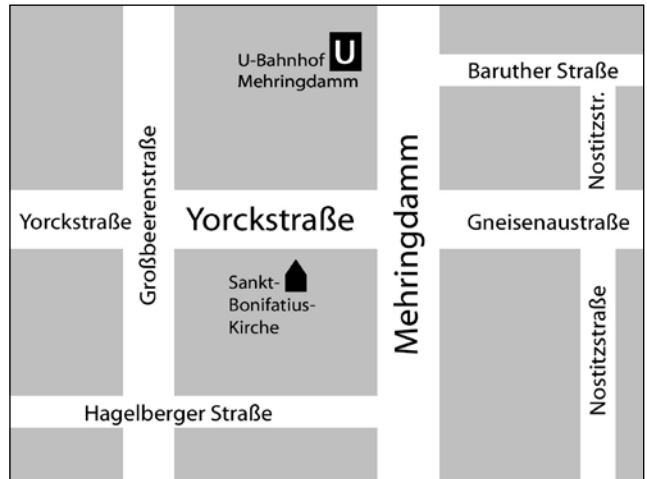 U-Bahnhof U
Mehringdamm
Baruther Straße
Nostitzstr.
Großbeerenstraße
Mehringdamm
Yorckstraße
Yorckstraße
Gneisenaustraße
Sankt-
Bonifatius-
Kirche
Nostitzstraße
Hagelberger Straße